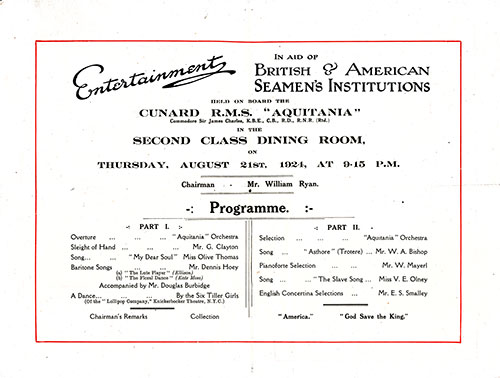 Entertainment
IN AID OF
BRITISH & AMERICAN
SEAMEN'S INSTITUTIONS
HELD ON BOARD THE
CUNARD R.M.S. "AQUITANIA"
Commodore Sir James Charles, K.B.E., C.B., R.D., R.N.R. (Rtd.)
IN THE
SECOND CLASS DINING ROOM,
ON
THURSDAY, AUGUST 21ST, 1924, AT 9-15 P.M.
Chairman - Mr. William Ryan.
-: Programme. :-
PART I.
Overture ... ... ... "Aquitania" Orchestra
Sleight of Hand ... ... ... Mr. G. Clayton
Song... ... "My Dear Soul" Miss Olive Thomas
Baritone Songs ... ... ... Mr. Dennis Hoey
(a) "The Lute Player" (Elliana)
(b) "The Floral Dance" (Kate Moss)
Accompanied by Mr. Douglas Burbidge
A Dance... ... ... By the Six Tiller Girls
(Of the "Lollipop Company," Knickerbocker Theatre, N.Y.C.)
Chairman's Remarks Collection
PART II.
Selection ... ... ... "Aquitania" Orchestra
Song ... "Asthore" (Trotere) ... Mr. W. A. Bishop
Pianoforte Selection ... ... Mr. W. Mayerl
Song ... ... "The Slave Song ... Miss V. E. Olney
English Concertina Selections ... Mr. E. S. Smalley
"America." "God Save the King."